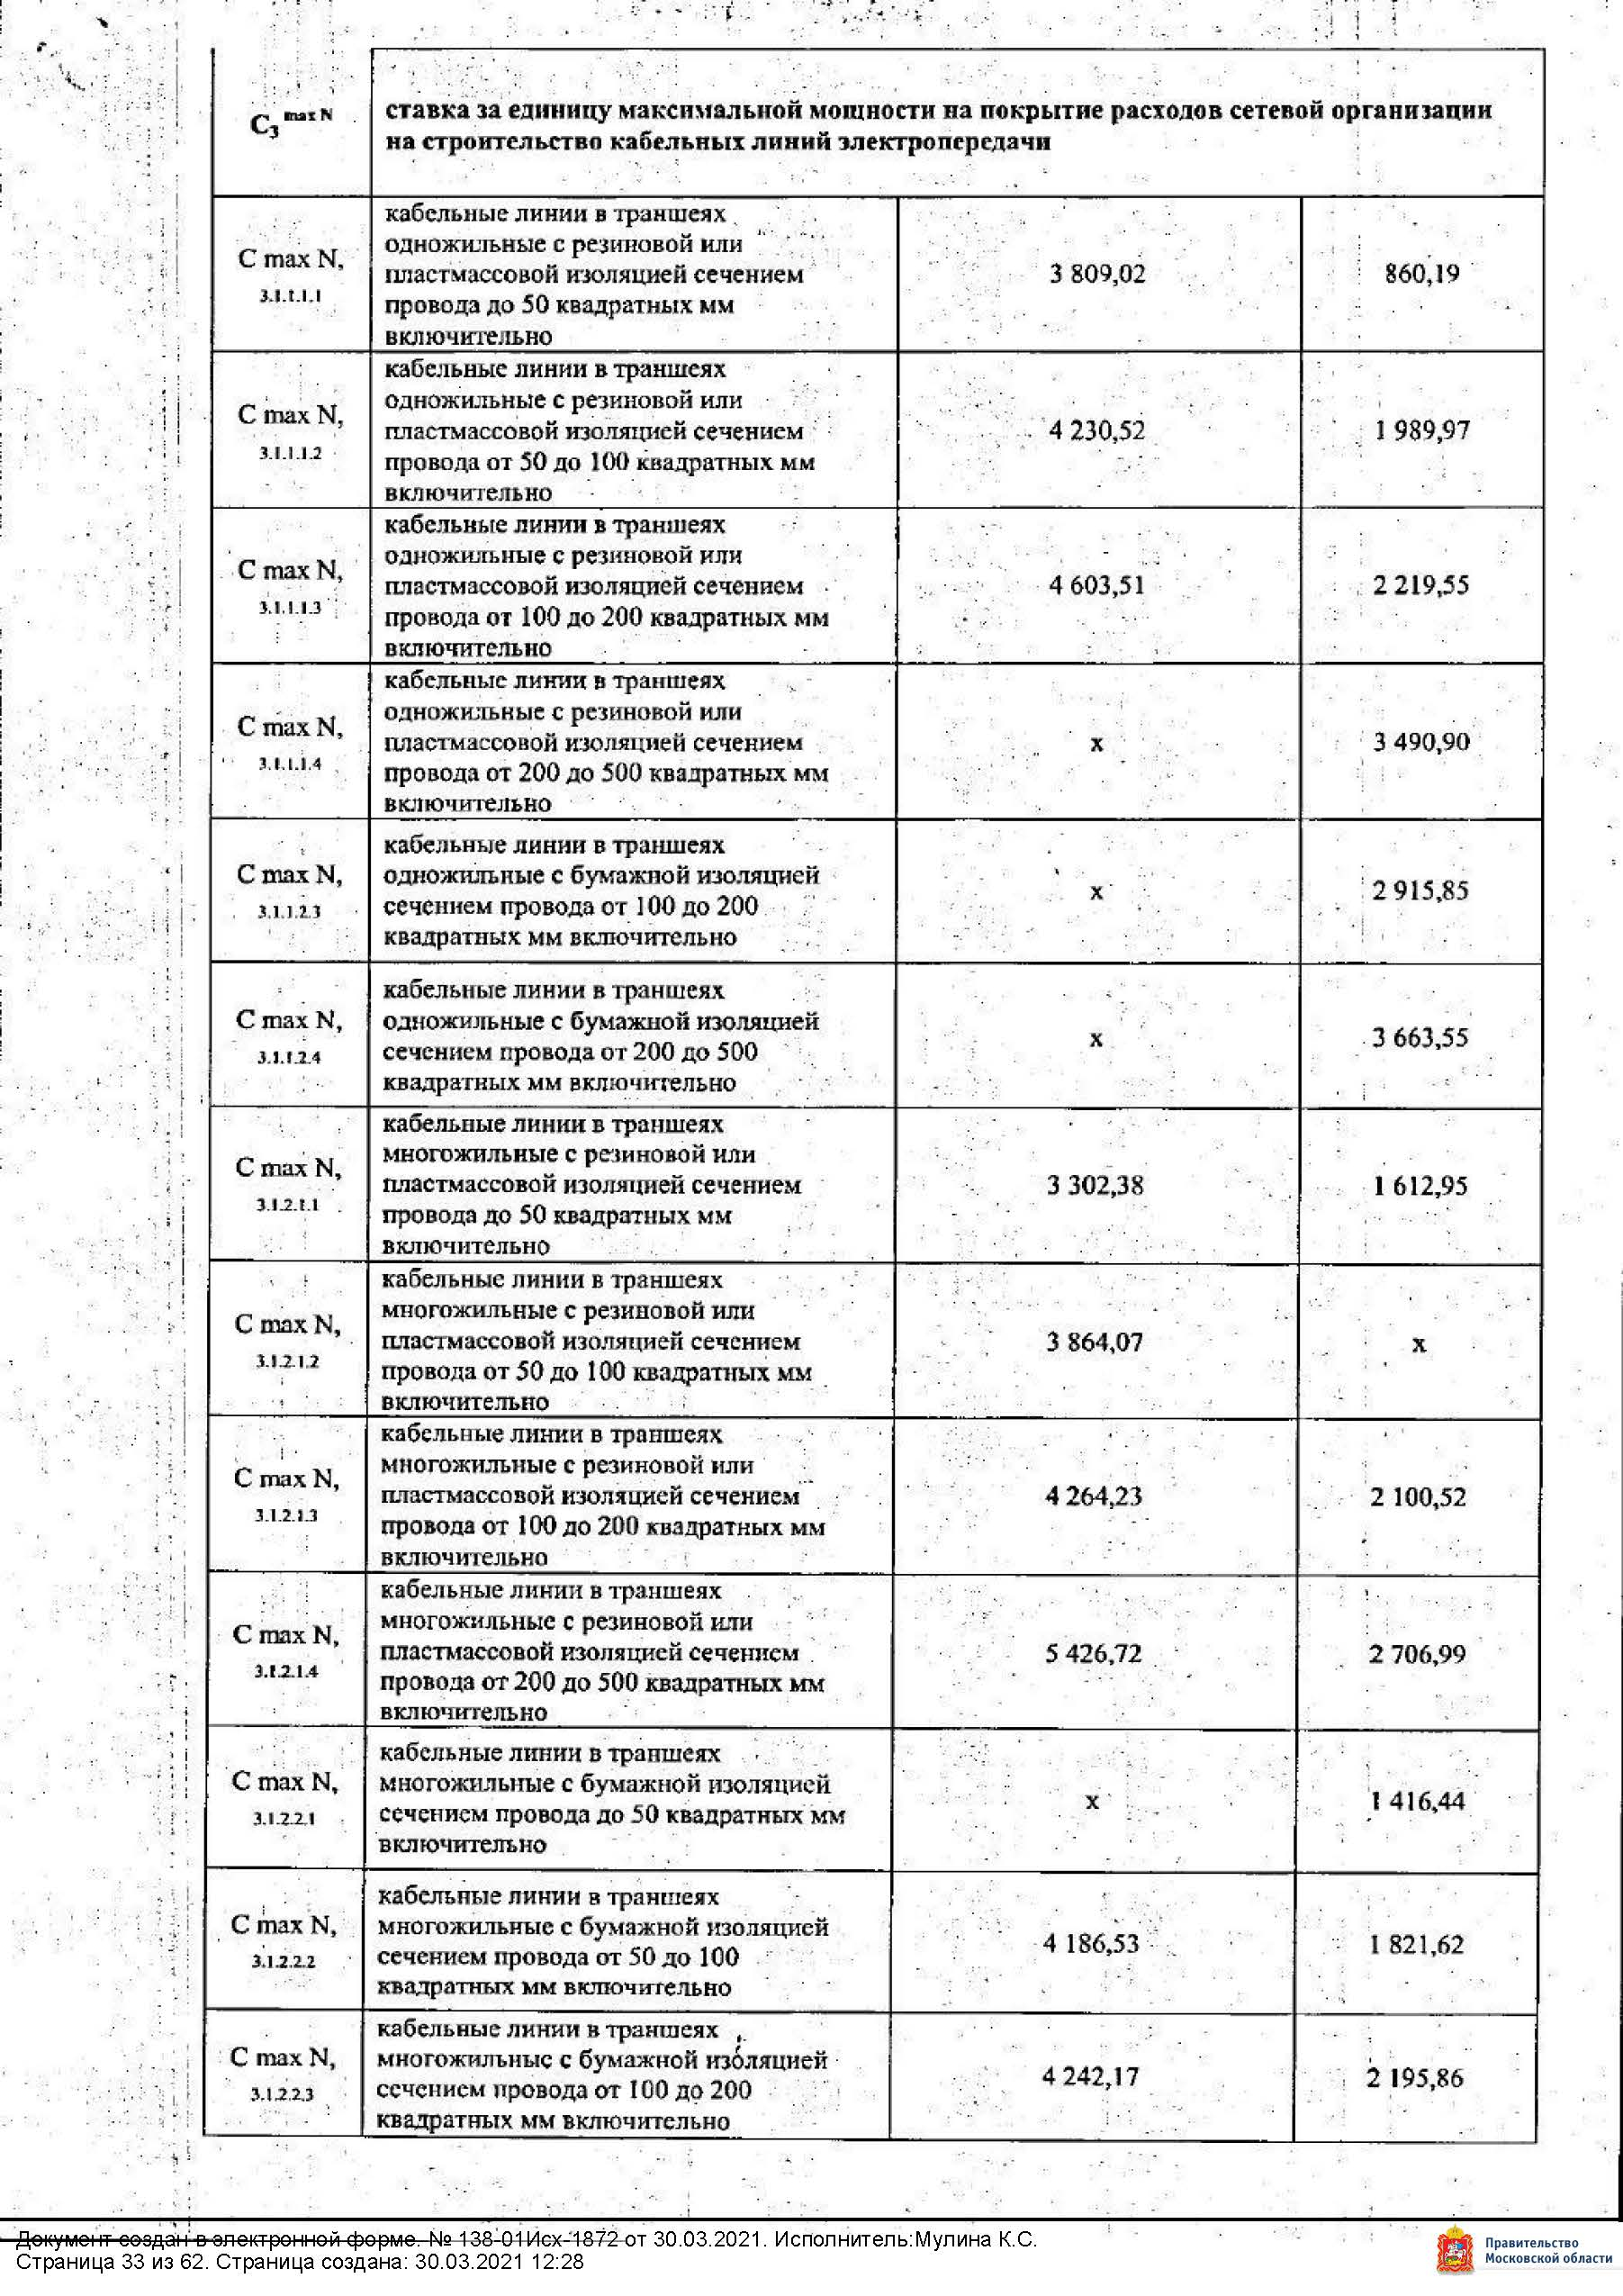 C₃ max N
ставка за единицу максимальной мощности на покрытие расходов сетевой организации
на строительство кабельных линий электропередачи
C max N,
3.1.1.1.1
кабельные линии в траншеях
одножильные с резиновой или
пластмассовой изоляцией сечением
провода до 50 квадратных мм
включительно
3 809,02
860,19
C max N,
3.1.1.1.2
кабельные линии в траншеях
одножильные с резиновой или
пластмассовой изоляцией сечением
провода от 50 до 100 квадратных мм
включительно
4 230,52
1 989,97
C max N,
3.1.1.1.3
кабельные линии в траншеях
одножильные с резиновой или
пластмассовой изоляцией сечением
провода от 100 до 200 квадратных мм
включительно
4 603,51
2 219,55
C max N,
3.1.1.1.4
кабельные линии в траншеях
одножильные с резиновой или
пластмассовой изоляцией сечением
провода от 200 до 500 квадратных мм
включительно
x
3 490,90
C max N,
3.1.1.2.3
кабельные линии в траншеях
одножильные с бумажной изоляцией
сечением провода от 100 до 200
квадратных мм включительно
x
2 915,85
C max N,
3.1.1.2.4
кабельные линии в траншеях
одножильные с бумажной изоляцией
сечением провода от 200 до 500
квадратных мм включительно
x
3 663,55
C max N,
3.1.2.1.1
кабельные линии в траншеях
многожильные с резиновой или
пластмассовой изоляцией сечением
провода до 50 квадратных мм
включительно
3 302,38
1 612,95
C max N,
3.1.2.1.2
кабельные линии в траншеях
многожильные с резиновой или
пластмассовой изоляцией сечением
провода от 50 до 100 квадратных мм
включительно
3 864,07
x
C max N,
3.1.2.1.3
кабельные линии в траншеях
многожильные с резиновой или
пластмассовой изоляцией сечением
провода от 100 до 200 квадратных мм
включительно
4 264,23
2 100,52
C max N,
3.1.2.1.4
кабельные линии в траншеях
многожильные с резиновой или
пластмассовой изоляцией сечением
провода от 200 до 500 квадратных мм
включительно
5 426,72
2 706,99
C max N,
3.1.2.2.1
кабельные линии в траншеях
многожильные с бумажной изоляцией
сечением провода до 50 квадратных мм
включительно
x
1 416,44
C max N,
3.1.2.2.2
кабельные линии в траншеях
многожильные с бумажной изоляцией
сечением провода от 50 до 100
квадратных мм включительно
4 186,53
1 821,62
C max N,
3.1.2.2.3
кабельные линии в траншеях
многожильные с бумажной изоляцией
сечением провода от 100 до 200
квадратных мм включительно
4 242,17
2 195,86
Документ создан в электронной форме. № 138-01Исх-1872 от 30.03.2021. Исполнитель:Мулина К.С.
Страница 33 из 62. Страница создана: 30.03.2021 12:28
Правительство
Московской области